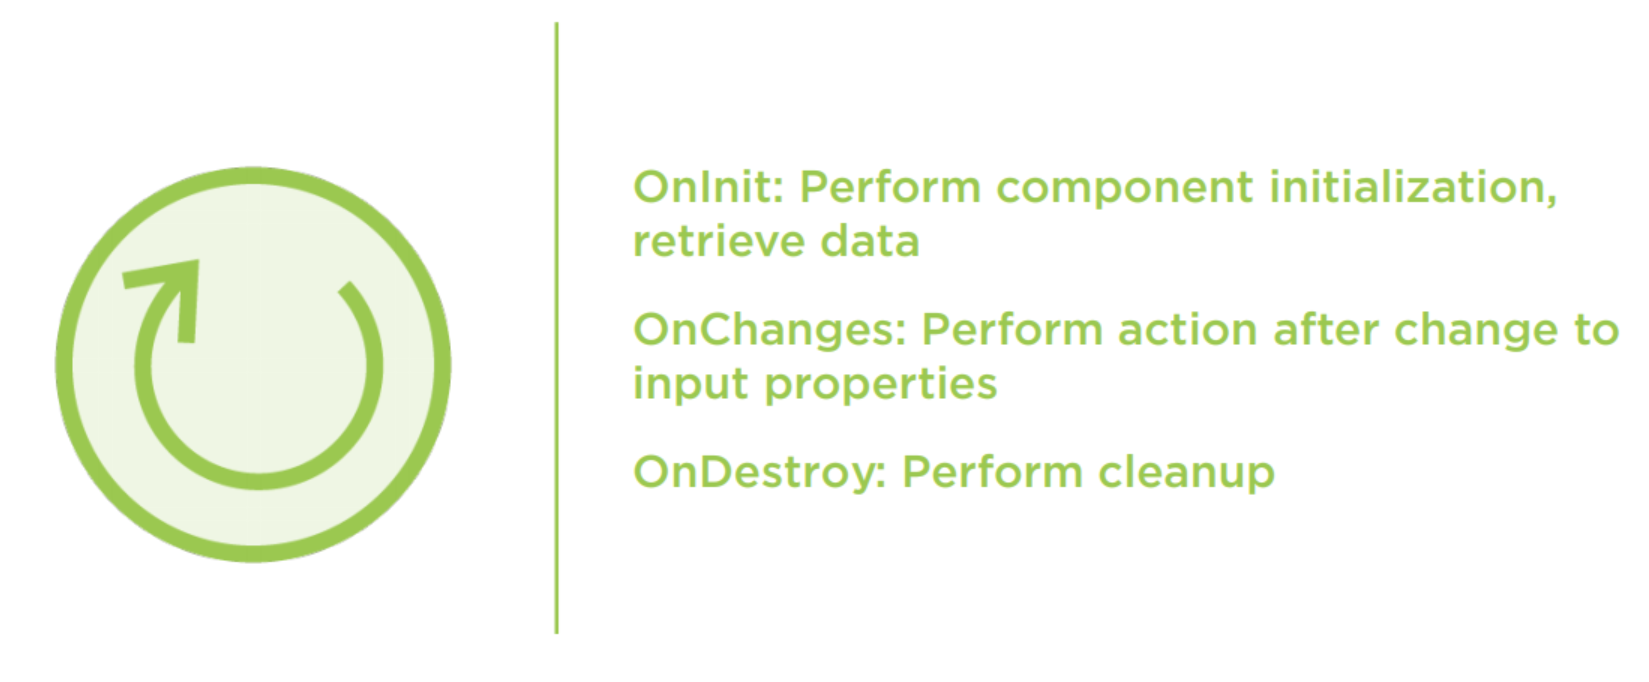 OnInit: Perform component initialization,
retrieve data
OnChanges: Perform action after change to
input properties
OnDestroy: Perform cleanup